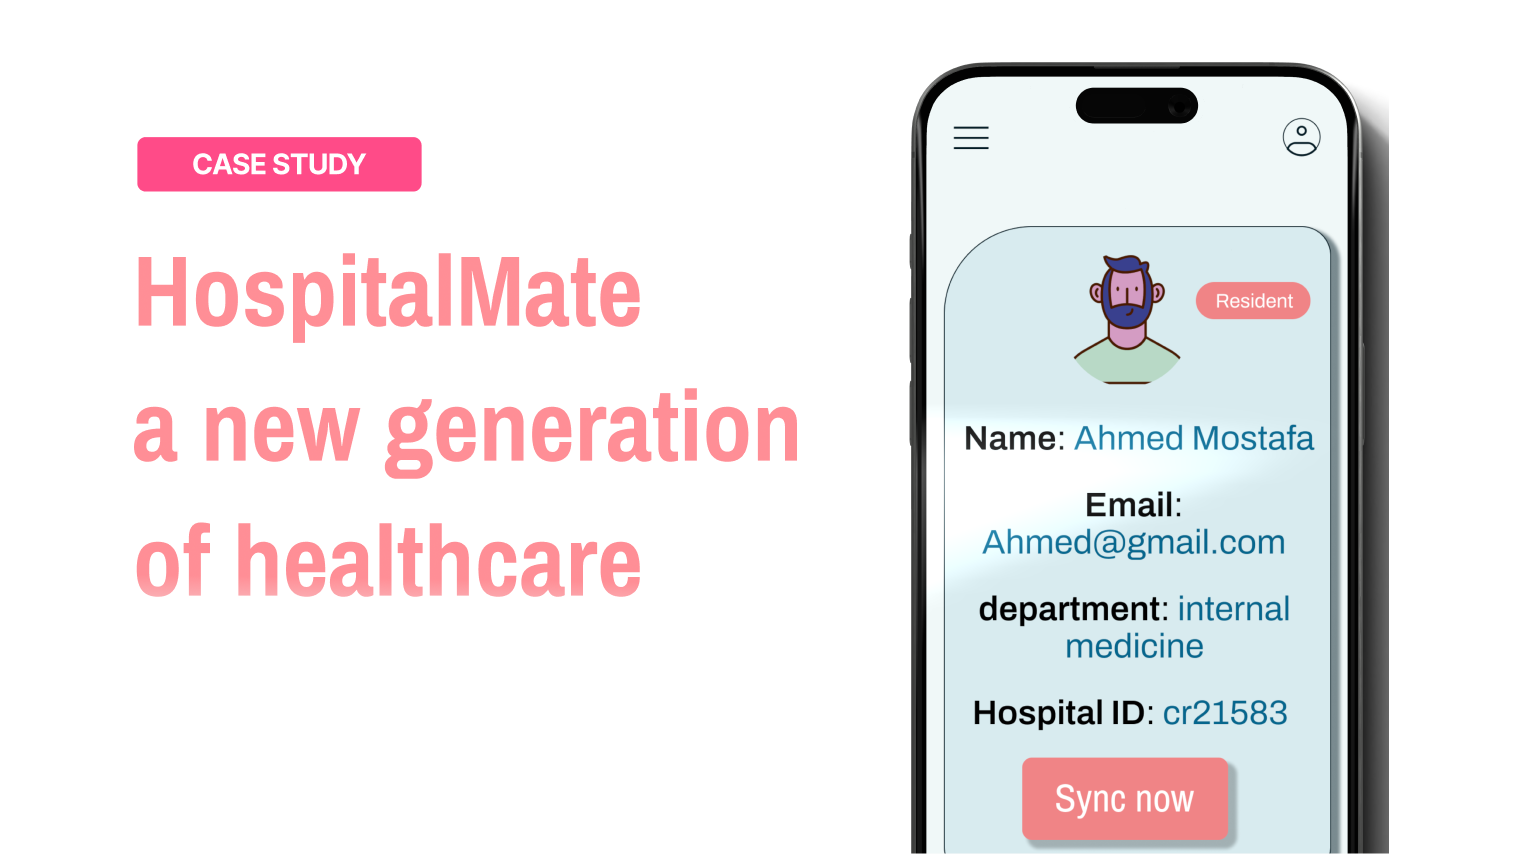 CASE STUDY
HospitalMate
a new generation
of healthcare
Resident
Name: Ahmed Mostafa
Email:
Ahmed@gmail.com
department: internal
medicine
Hospital ID: cr21583
Sync now